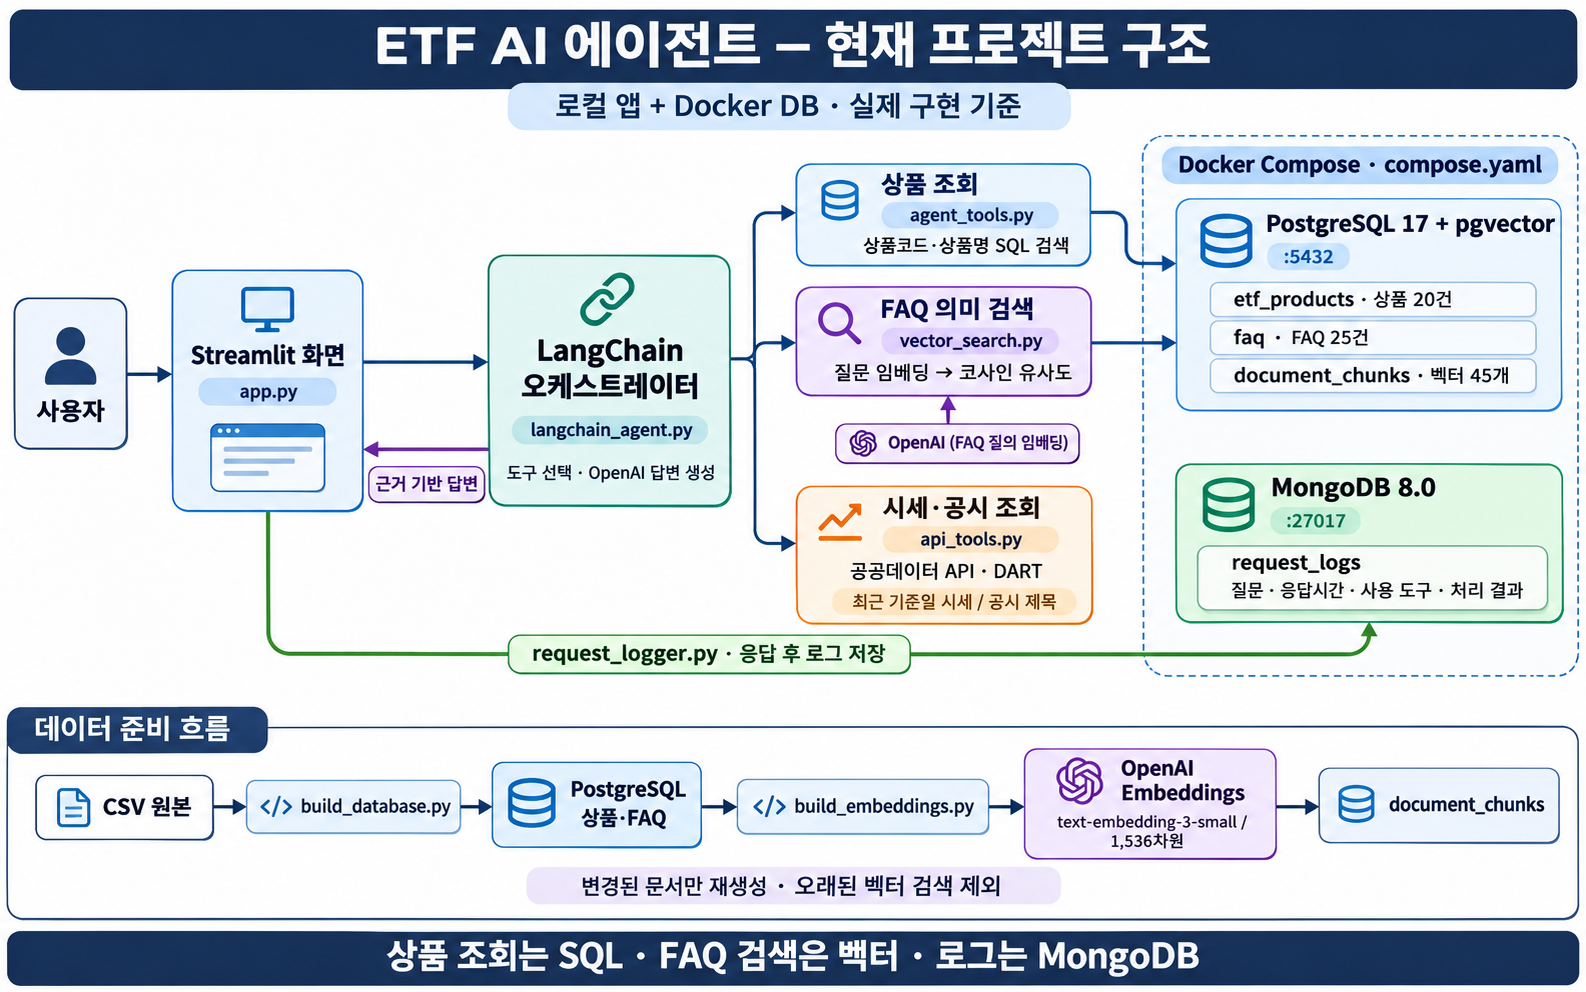 ETF AI 에이전트 – 현재 프로젝트 구조
로컬 앱 + Docker DB · 실제 구현 기준
사용자
Streamlit 화면
app.py
LangChain
오케스트레이터
langchain_agent.py
도구 선택 · OpenAI 답변 생성
근거 기반 답변
상품 조회
agent_tools.py
상품코드·상품명 SQL 검색
FAQ 의미 검색
vector_search.py
질문 임베딩 → 코사인 유사도
OpenAI (FAQ 질의 임베딩)
시세·공시 조회
api_tools.py
공공데이터 API · DART
최근 기준일 시세 / 공시 제목
Docker Compose · compose.yaml
PostgreSQL 17 + pgvector
:5432
etf_products · 상품 20건
faq · FAQ 25건
document_chunks · 벡터 45개
MongoDB 8.0
:27017
request_logs
질문 · 응답시간 · 사용 도구 · 처리 결과
request_logger.py · 응답 후 로그 저장
데이터 준비 흐름
CSV 원본
</> build_database.py
PostgreSQL
상품·FAQ
</> build_embeddings.py
OpenAI
Embeddings
text-embedding-3-small /
1,536차원
document_chunks
변경된 문서만 재생성 · 오래된 벡터 검색 제외
상품 조회는 SQL · FAQ 검색은 벡터 · 로그는 MongoDB